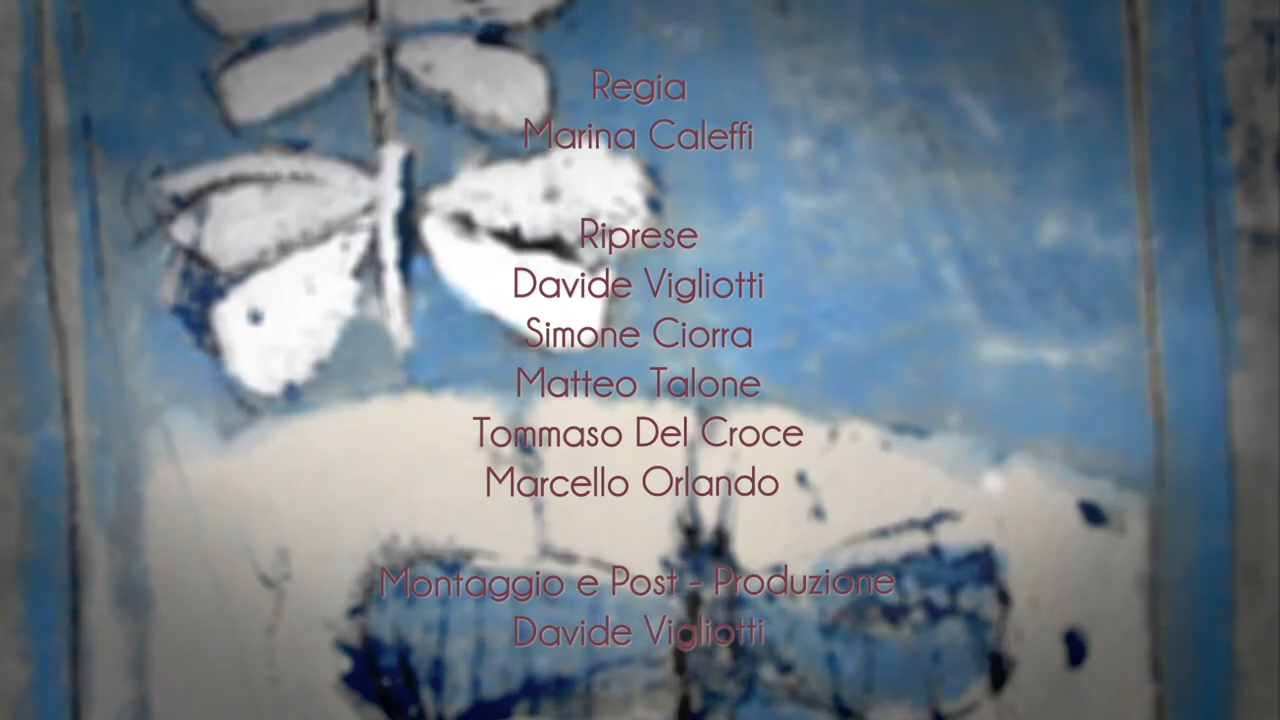 Regia
Marina Caleffi
Riprese
Davide Vigliotti
Simone Ciorra
Matteo Talone
Tommaso Del Croce
Marcello Orlando
Montaggio e Post - Produzione
Davide Vigliotti